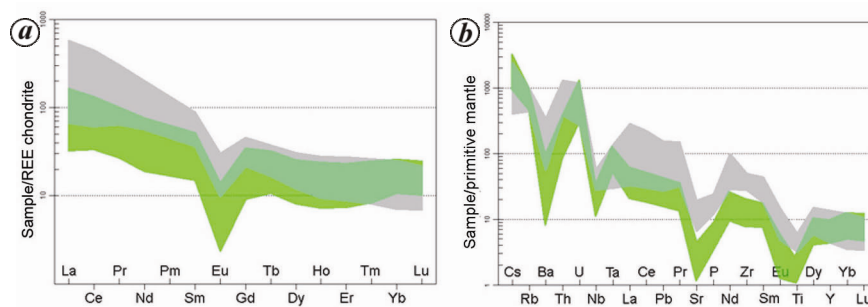 a
Sample/REE chondrite
1000
100
10
La Pr Pm Eu Tb Ho Tm Lu
Ce Nd Sm Gd Dy Er Yb
b
Sample/primitive mantle
10000
1000
100
10
1
Cs Ba U Ta Ce Pr P Zr Eu Dy Yb
Rb Th Nb La Pb Sr Nd Sm Ti Y